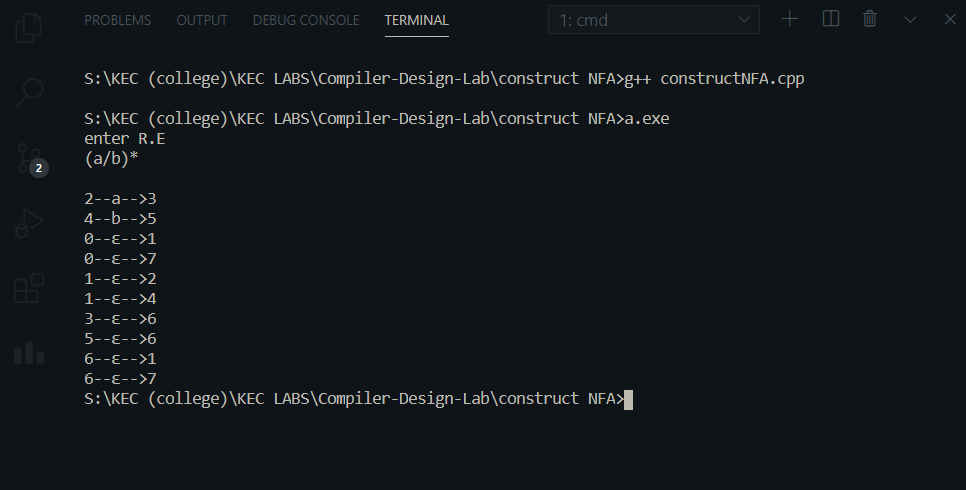 PROBLEMS OUTPUT DEBUG CONSOLE TERMINAL 1: cmd
S:\KEC (college)\KEC LABS\Compiler-Design-Lab\construct NFA>g++ constructNFA.cpp
S:\KEC (college)\KEC LABS\Compiler-Design-Lab\construct NFA>a.exe
enter R.E
(a/b)*
2
2--a-->3
4--b-->5
0--ε-->1
0--ε-->7
1--ε-->2
1--ε-->4
3--ε-->6
5--ε-->6
6--ε-->1
6--ε-->7
S:\KEC (college)\KEC LABS\Compiler-Design-Lab\construct NFA>